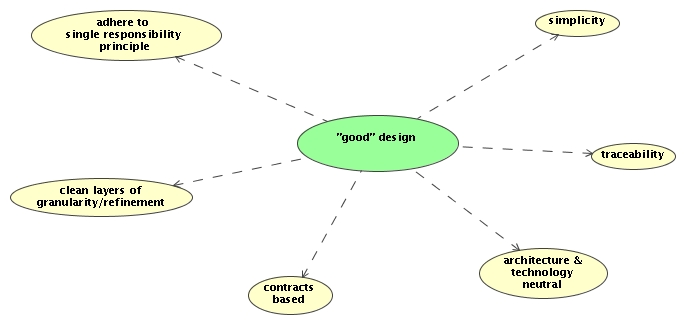 adhere to
single responsibility
principle
simplicity
"good" design
traceability
clean layers of
granularity/refinement
architecture &
technology
neutral
contracts
based